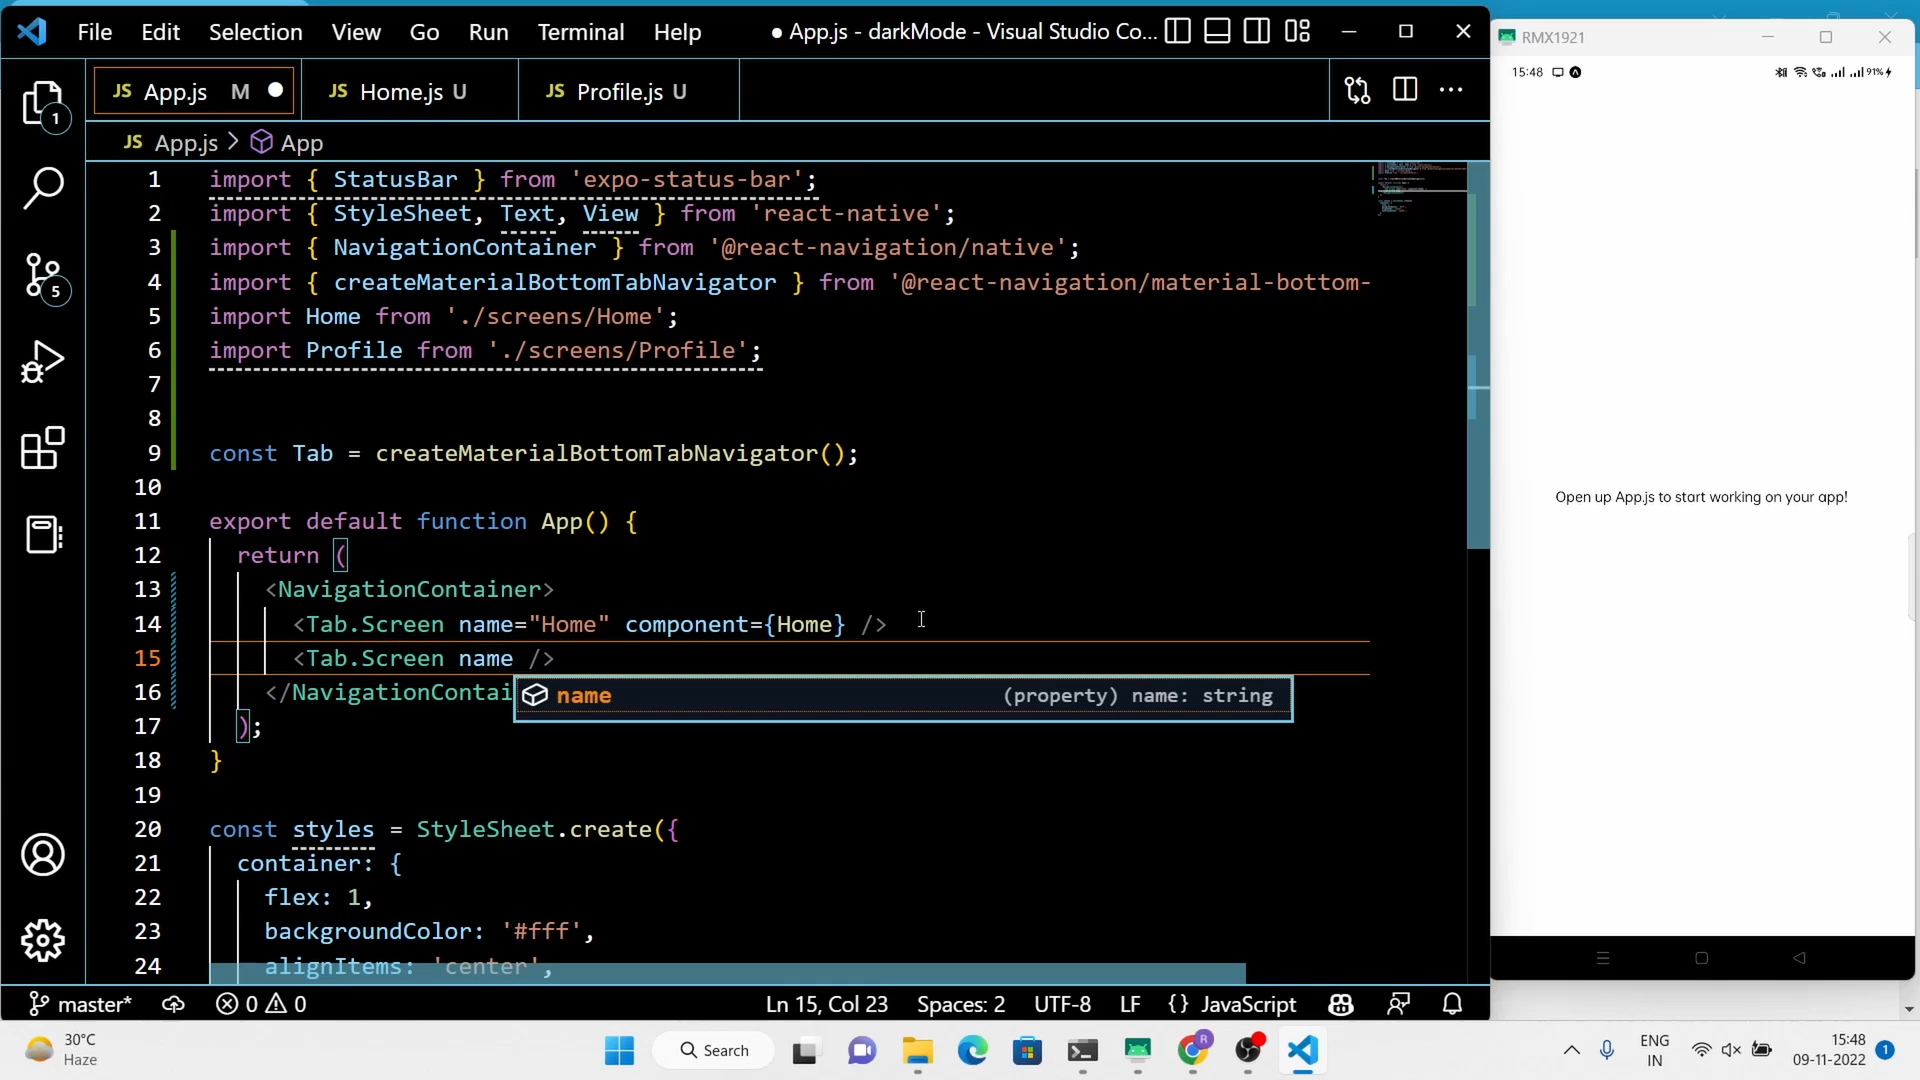 File Edit Selection View Go Run Terminal Help ● App.js - darkMode - Visual Studio Co...
JS App.js M ● JS Home.js U JS Profile.js U
JS App.js > App
1 import { StatusBar } from 'expo-status-bar';
2 import { StyleSheet, Text, View } from 'react-native';
3 import { NavigationContainer } from '@react-navigation/native';
4 import { createMaterialBottomTabNavigator } from '@react-navigation/material-bottom-
5 import Home from './screens/Home';
6 import Profile from './screens/Profile';
7
8
9 const Tab = createMaterialBottomTabNavigator();
10
11 export default function App() {
12 return (
13 <NavigationContainer>
14 <Tab.Screen name="Home" component={Home} />
15 <Tab.Screen name />
16 </NavigationContai
name (property) name: string
17 );
18 }
19
20 const styles = StyleSheet.create({
21 container: {
22 flex: 1,
23 backgroundColor: '#fff',
24 alignItems: 'center',
1
5
master* 0 0 Ln 15, Col 23 Spaces: 2 UTF-8 LF {} JavaScript
RMX1921
15:48 91%
Open up App.js to start working on your app!
30°C
Haze
Search
R
ENG
IN
15:48
09-11-2022
1